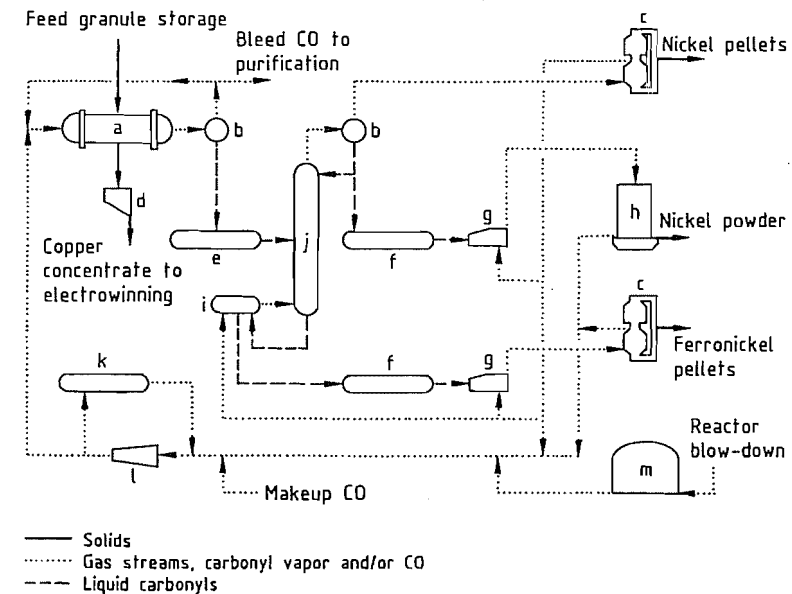 Feed granule storage
c
Bleed CO to
purification
Nickel pellets
a
b
b
d
g
h
Nickel powder
j
Copper
concentrate to
electrowinning
e
f
c
i
Ferronickel
pellets
k
f
g
Reactor
blow-down
l
m
Makeup CO
Solids
Gas streams, carbonyl vapor and/or CO
Liquid carbonyls